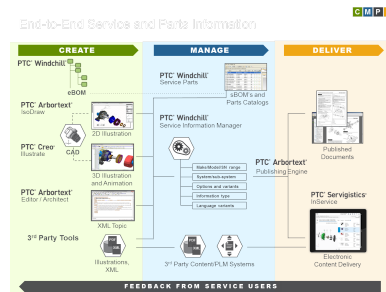 CMP
End-to-End Service and Parts Information
CREATE
MANAGE
DELIVER
PTC® Windchill®
eBOM
PTC® Arbortext®
IsoDraw
2D Illustration
PTC® Creo®
Illustrate
CAD
3D Illustration
and Animation
PTC® Arbortext®
Editor / Architect
XML Topic
3rd Party Tools
Illustrations,
XML
PTC® Windchill®
Service Parts
sBOM's and
Parts Catalogs
PTC® Windchill®
Service Information Manager
Make/Model/SN range
System/sub-system
Options and variants
Information type
Language variants
3rd Party Content/PLM Systems
PTC® Arbortext®
Publishing Engine
Published
Documents
PTC® Servigistics®
InService
Electronic
Content Delivery
FEEDBACK FROM SERVICE USERS